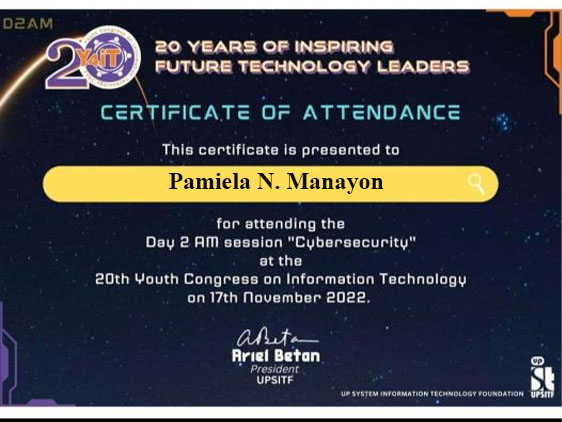 D2AM
20 Y4iT
20 YEARS OF INSPIRING
FUTURE TECHNOLOGY LEADERS
CERTIFICATE OF ATTENDANCE
This certificate is presented to
Pamiela N. Manayon
for attending the
Day 2 AM session "Cybersecurity"
at the
20th Youth Congress on Information Technology
on 17th November 2022.
ABetan
Ariel Betan
President
UPSITF
UP SYSTEM INFORMATION TECHNOLOGY FOUNDATION
up
st
UPSITF